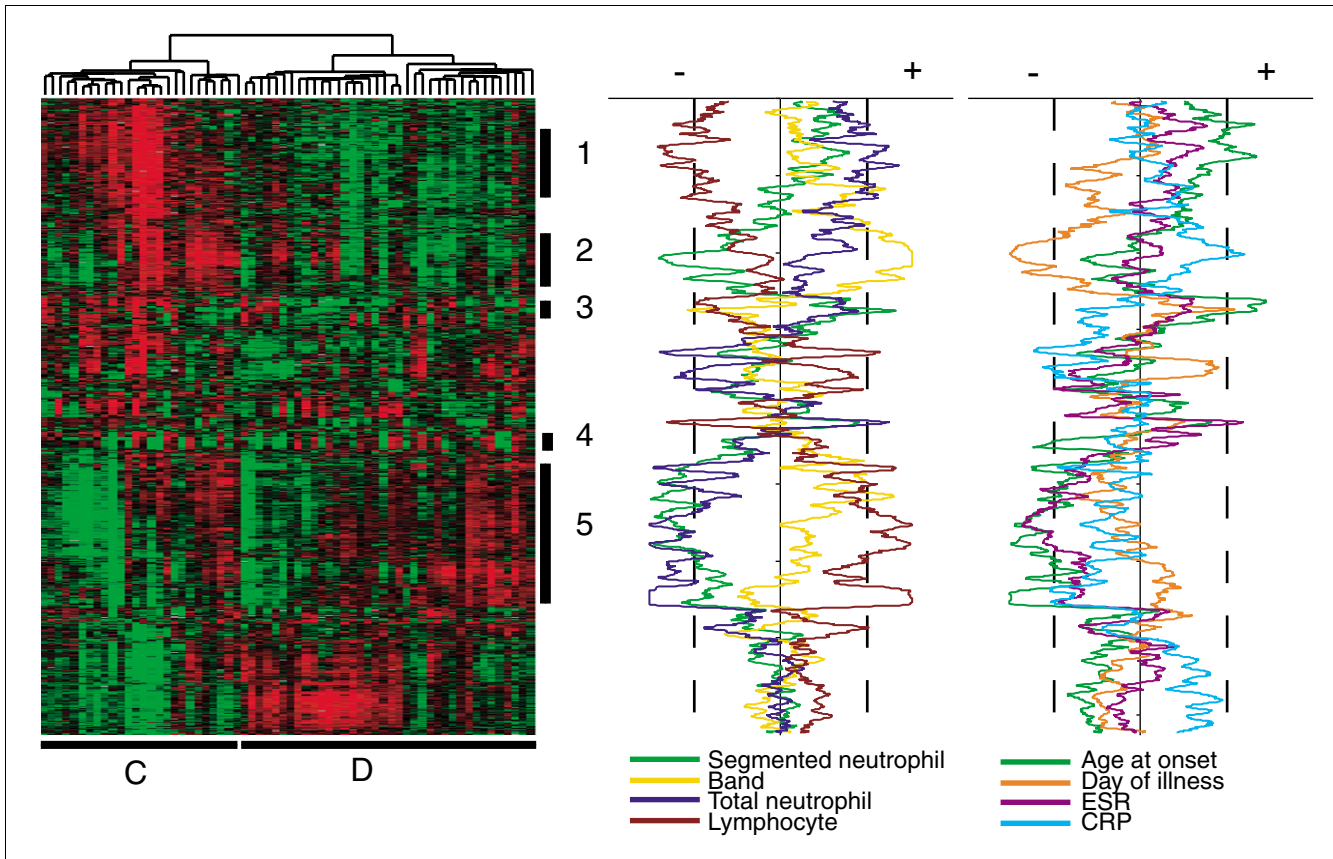 - +
- +
1
2
3
4
5
C D
Segmented neutrophil
Band
Total neutrophil
Lymphocyte
Age at onset
Day of illness
ESR
CRP